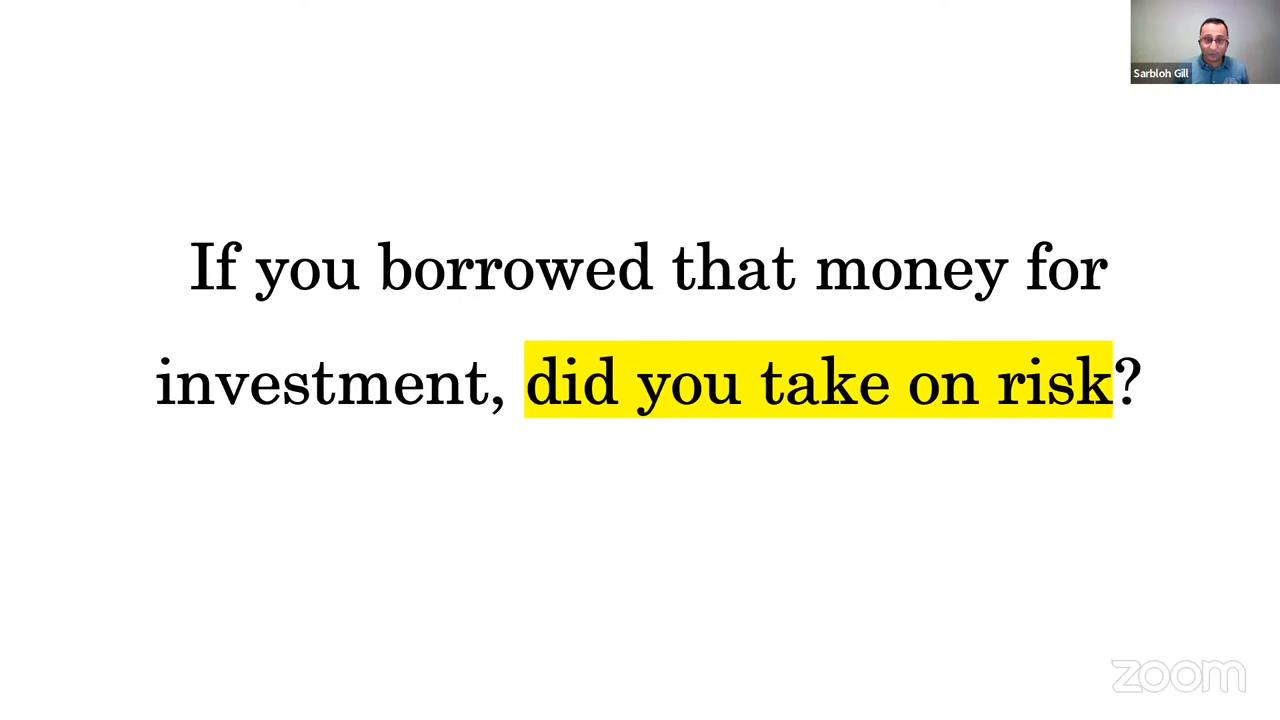 Sarbloh Gill
If you borrowed that money for
investment, did you take on risk?
zoom